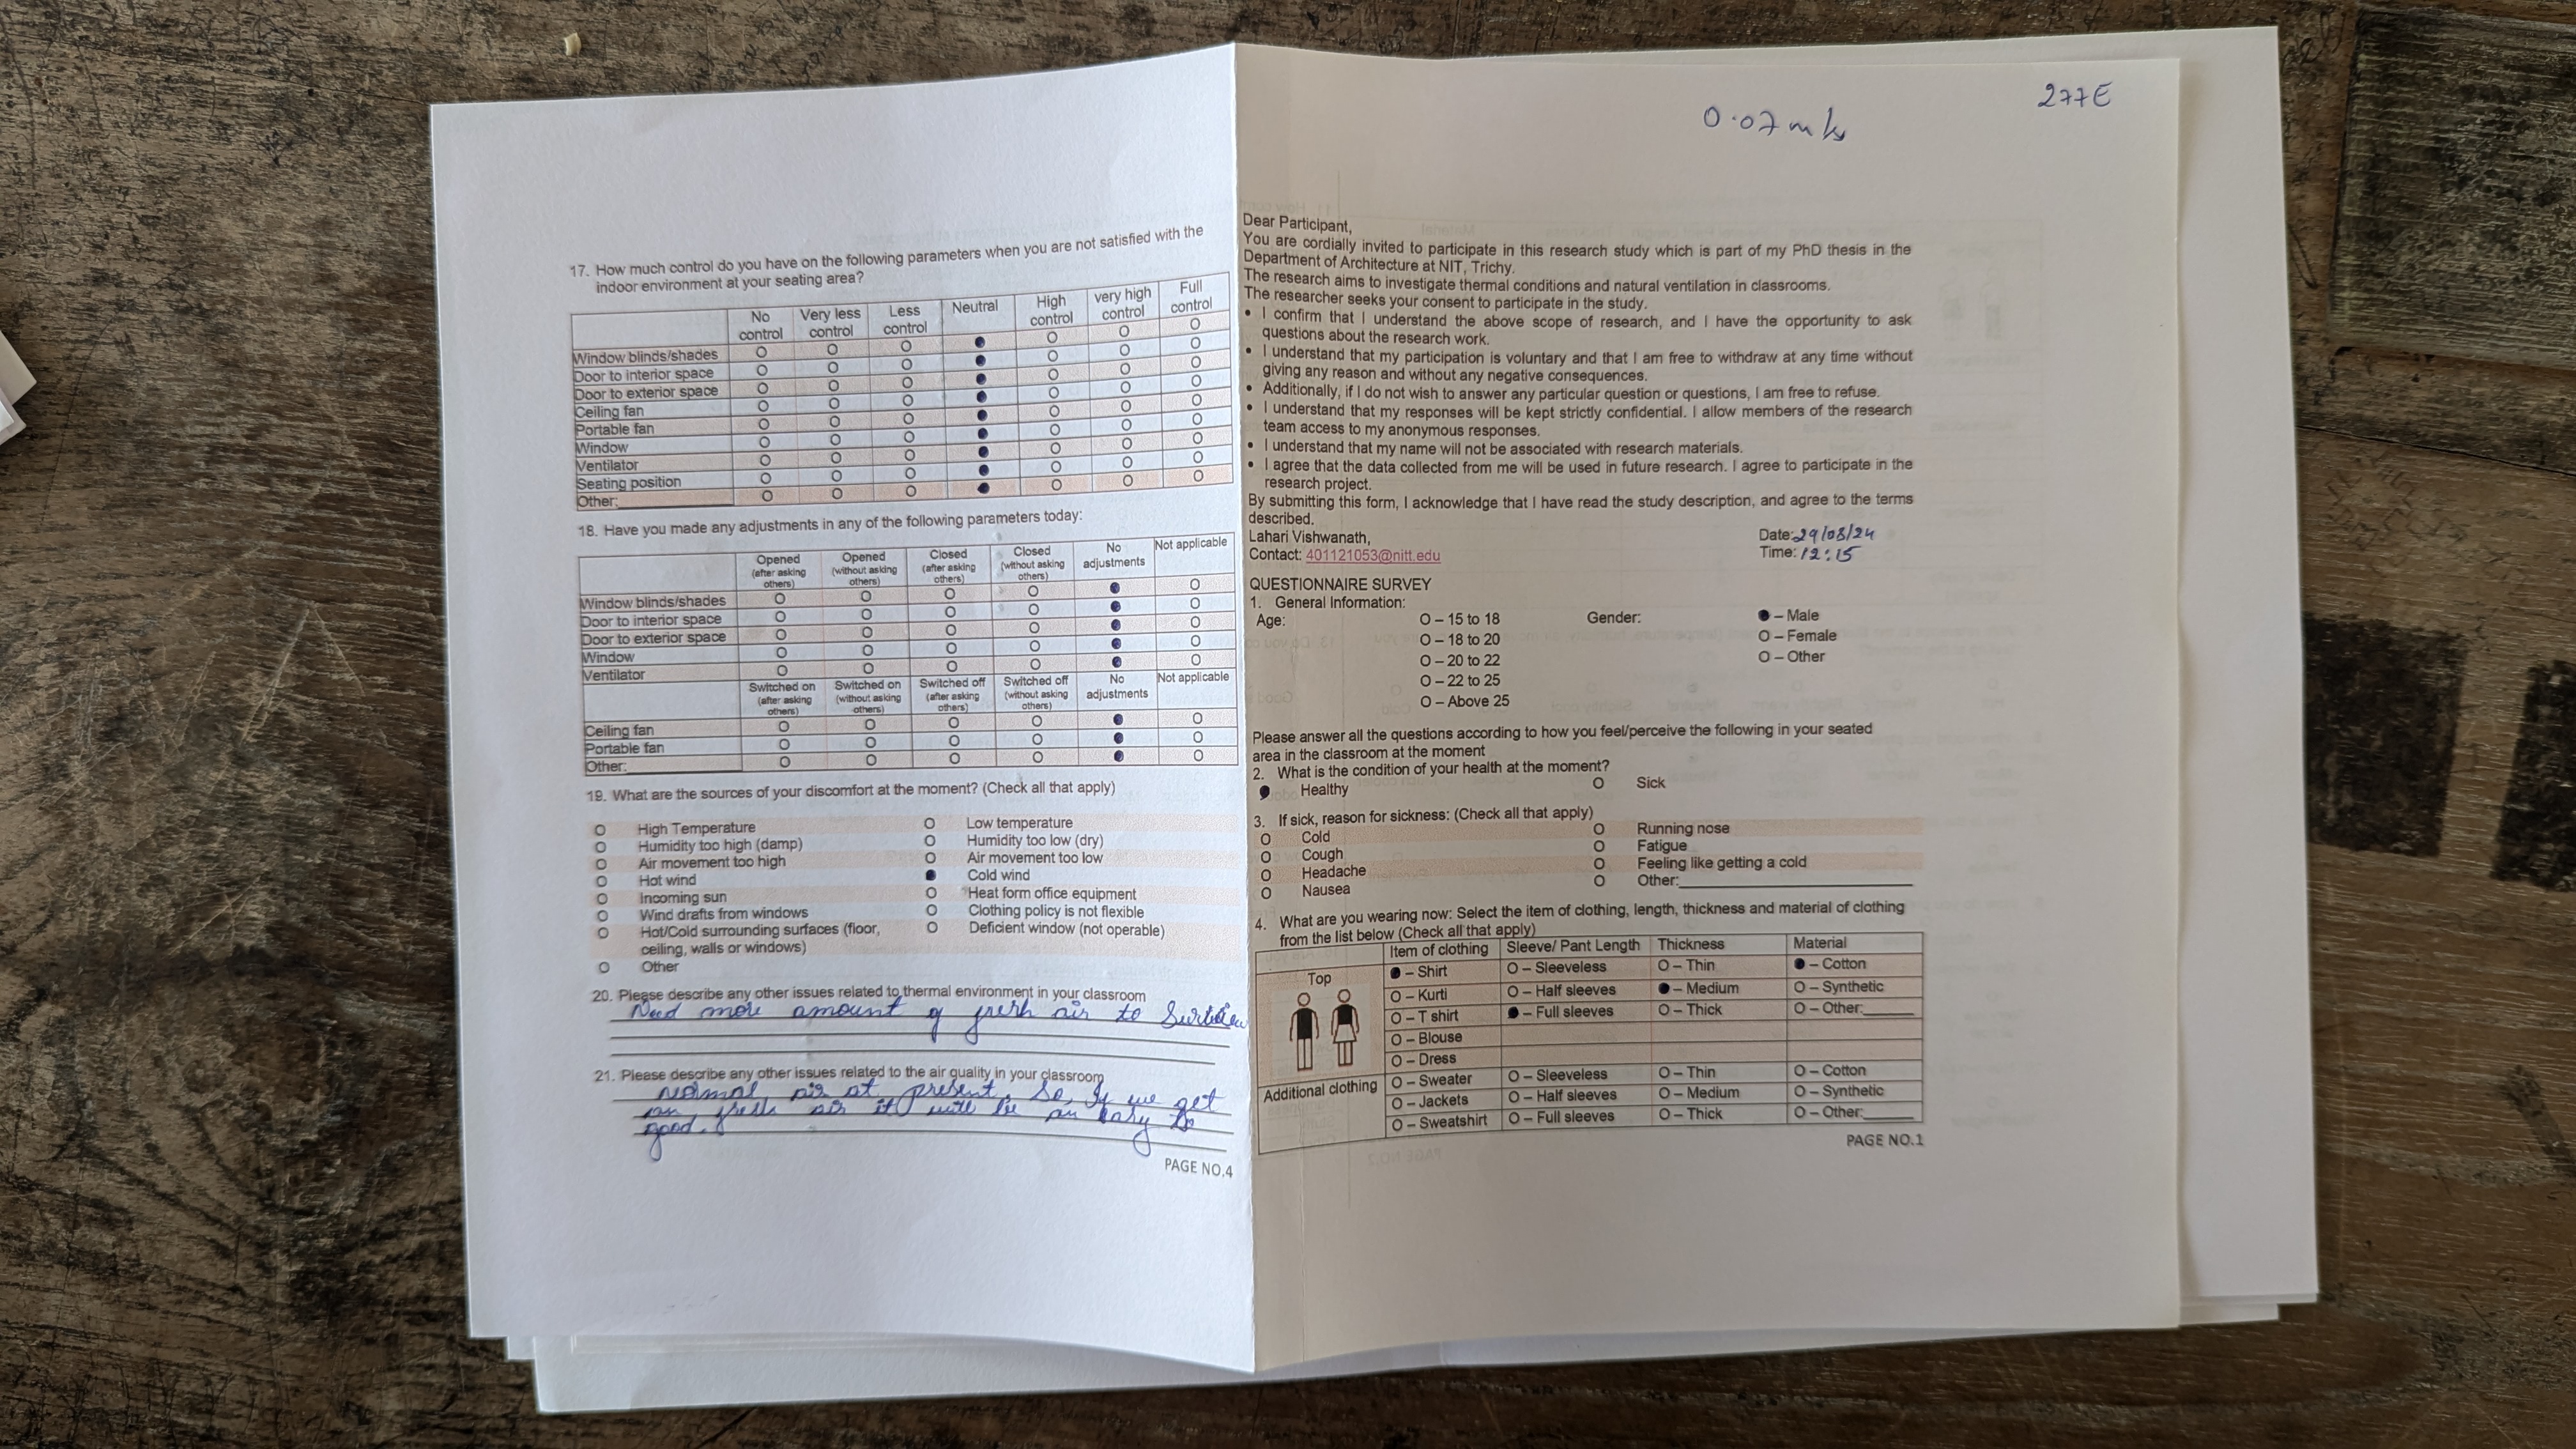 17. How much control do you have on the following parameters when you are not satisfied with the
indoor environment at your seating area?
No control Very less control Less control Neutral High control very high control Full control
Window blinds/shades O O O ● O O O
Door to interior space O O O ● O O O
Door to exterior space O O O ● O O O
Ceiling fan O O O ● O O O
Portable fan O O O ● O O O
Window O O O ● O O O
Ventilator O O O ● O O O
Seating position O O O ● O O O
Other: O O O ● O O O
18. Have you made any adjustments in any of the following parameters today:
Opened (after asking others) Opened (without asking others) Closed (after asking others) Closed (without asking others) No adjustments Not applicable
Window blinds/shades O O O O ● O
Door to interior space O O O O ● O
Door to exterior space O O O O ● O
Window O O O O ● O
Ventilator O O O O ● O
Switched on (after asking others) Switched on (without asking others) Switched off (after asking others) Switched off (without asking others) No adjustments Not applicable
Ceiling fan O O O O ● O
Portable fan O O O O ● O
Other: O O O O ● O
19. What are the sources of your discomfort at the moment? (Check all that apply)
O High Temperature O Low temperature
O Humidity too high (damp) O Humidity too low (dry)
O Air movement too high O Air movement too low
O Hot wind ● Cold wind
O Incoming sun O Heat form office equipment
O Wind drafts from windows O Clothing policy is not flexible
O Hot/Cold surrounding surfaces (floor, O Deficient window (not operable)
ceiling, walls or windows)
O Other
20. Please describe any other issues related to thermal environment in your classroom
Need more amount of fresh air to
21. Please describe any other issues related to the air quality in your classroom
normal air at present. So, If we get
an fresh air it will be an to
good.
PAGE NO.4
0.07 m/s
277E
Dear Participant,
You are cordially invited to participate in this research study which is part of my PhD thesis in the
Department of Architecture at NIT, Trichy.
The research aims to investigate thermal conditions and natural ventilation in classrooms.
The researcher seeks your consent to participate in the study.
• I confirm that I understand the above scope of research, and I have the opportunity to ask
questions about the research work.
• I understand that my participation is voluntary and that I am free to withdraw at any time without
giving any reason and without any negative consequences.
• Additionally, if I do not wish to answer any particular question or questions, I am free to refuse.
• I understand that my responses will be kept strictly confidential. I allow members of the research
team access to my anonymous responses.
• I understand that my name will not be associated with research materials.
• I agree that the data collected from me will be used in future research. I agree to participate in the
research project.
By submitting this form, I acknowledge that I have read the study description, and agree to the terms
described.
Lahari Vishwanath, Date: 29/08/24
Contact: 401121053@nitt.edu Time: 12:15
QUESTIONNAIRE SURVEY
1. General Information:
Age: O – 15 to 18 Gender: ● – Male
O – 18 to 20 O – Female
O – 20 to 22 O – Other
O – 22 to 25
O – Above 25
Please answer all the questions according to how you feel/perceive the following in your seated
area in the classroom at the moment
2. What is the condition of your health at the moment?
● Healthy O Sick
3. If sick, reason for sickness: (Check all that apply)
O Cold O Running nose
O Cough O Fatigue
O Headache O Feeling like getting a cold
O Nausea O Other:
4. What are you wearing now: Select the item of clothing, length, thickness and material of clothing
from the list below (Check all that apply)
Item of clothing Sleeve/ Pant Length Thickness Material
Top ● – Shirt O – Sleeveless O – Thin ● – Cotton
O – Kurti O – Half sleeves ● – Medium O – Synthetic
O – T shirt ● – Full sleeves O – Thick O – Other:
O – Blouse
O – Dress
Additional clothing O – Sweater O – Sleeveless O – Thin O – Cotton
O – Jackets O – Half sleeves O – Medium O – Synthetic
O – Sweatshirt O – Full sleeves O – Thick O – Other:
PAGE NO.1